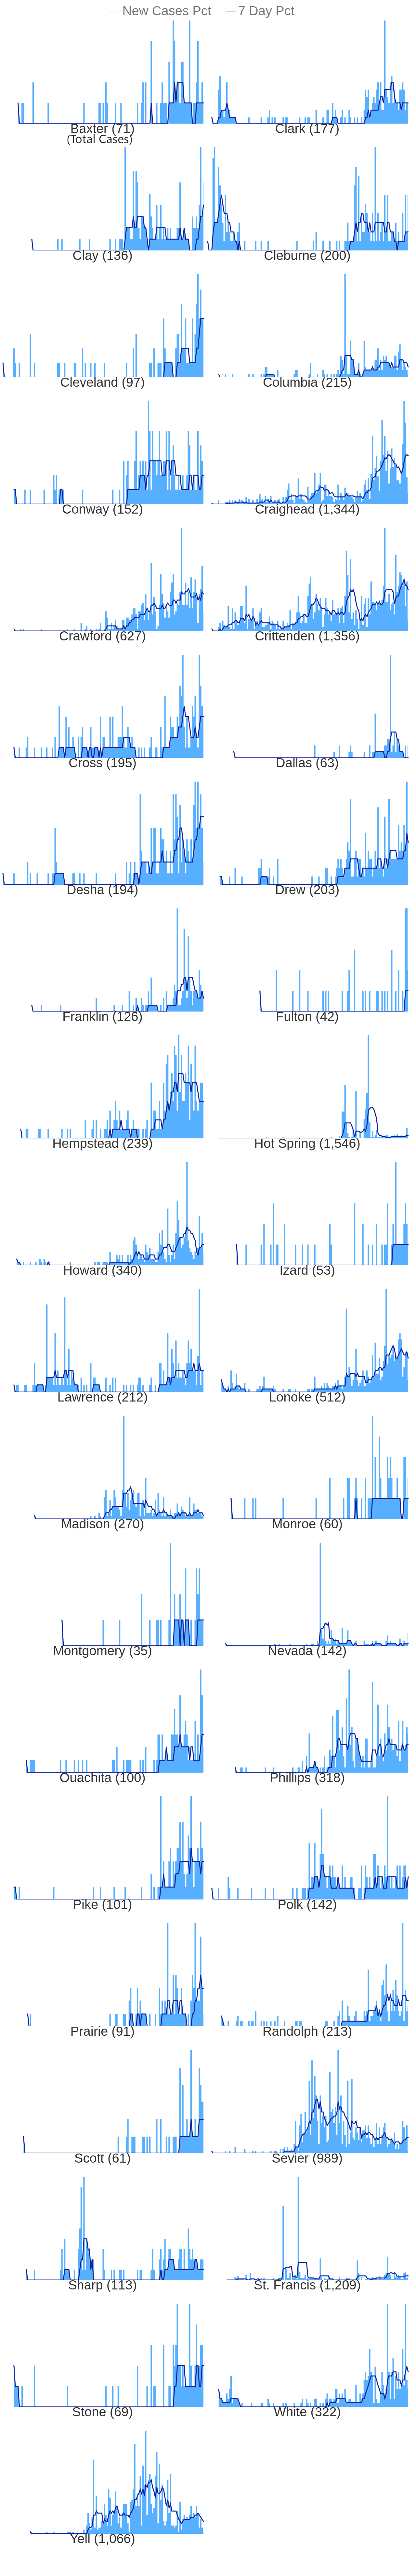 New Cases Pct 7 Day Pct
Baxter (71) Clark (177)
(Total Cases)
Clay (136) Cleburne (200)
Cleveland (97) Columbia (215)
Conway (152) Craighead (1,344)
Crawford (627) Crittenden (1,356)
Cross (195) Dallas (63)
Desha (194) Drew (203)
Franklin (126) Fulton (42)
Hempstead (239) Hot Spring (1,546)
Howard (340) Izard (53)
Lawrence (212) Lonoke (512)
Madison (270) Monroe (60)
Montgomery (35) Nevada (142)
Ouachita (100) Phillips (318)
Pike (101) Polk (142)
Prairie (91) Randolph (213)
Scott (61) Sevier (989)
Sharp (113) St. Francis (1,209)
Stone (69) White (322)
Yell (1,066)